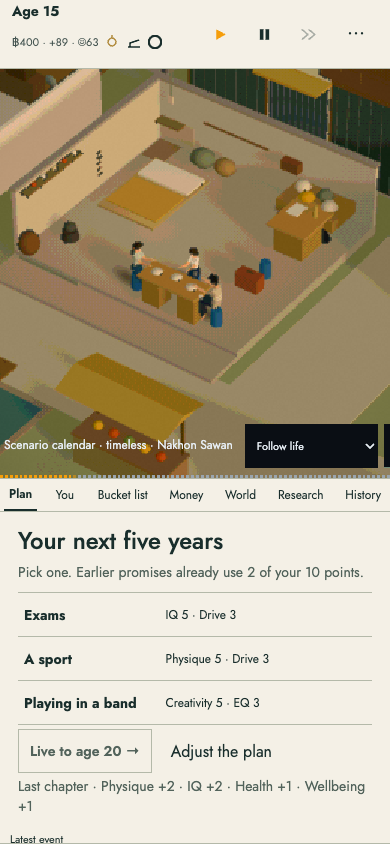 Age 15
฿400 · +89 · ☺63
Scenario calendar · timeless · Nakhon Sawan
Follow life
Plan You Bucket list Money World Research History
Your next five years
Pick one. Earlier promises already use 2 of your 10 points.
Exams IQ 5 · Drive 3
A sport Physique 5 · Drive 3
Playing in a band Creativity 5 · EQ 3
Live to age 20 → Adjust the plan
Last chapter · Physique +2 · IQ +2 · Health +1 · Wellbeing
+1
Latest event